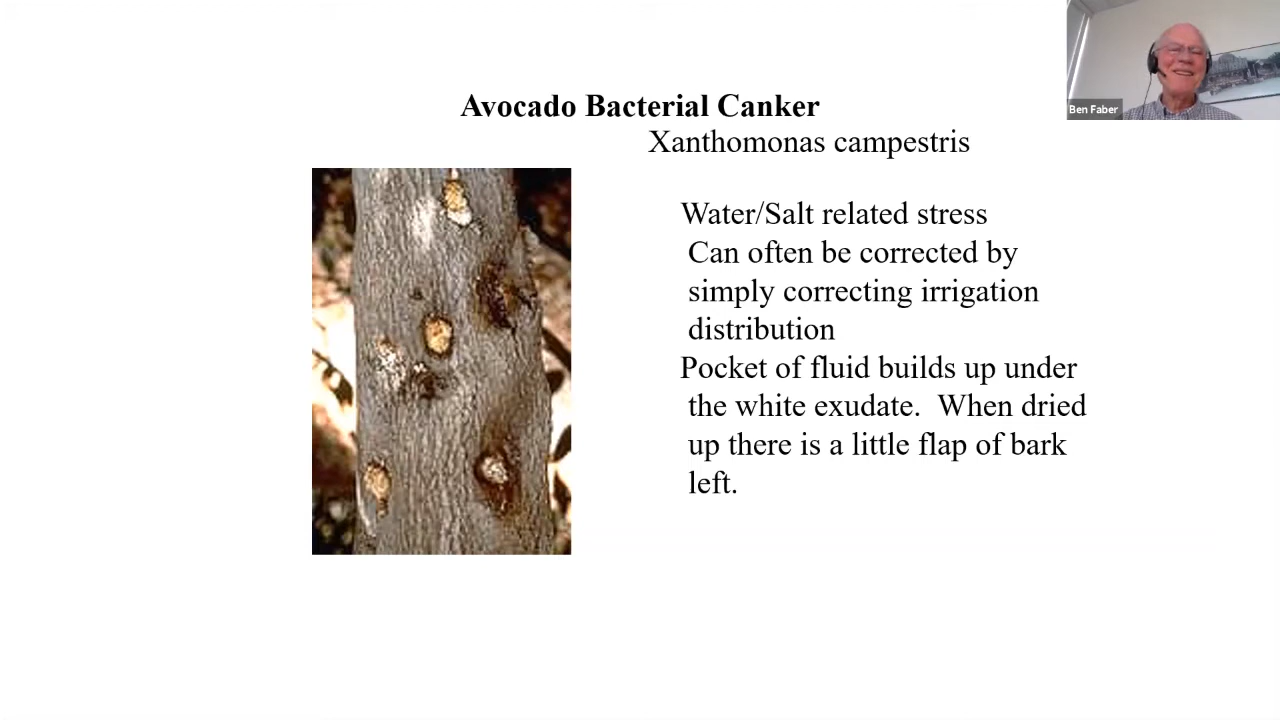 Avocado Bacterial Canker
Xanthomonas campestris
Water/Salt related stress
Can often be corrected by
simply correcting irrigation
distribution
Pocket of fluid builds up under
the white exudate.  When dried
up there is a little flap of bark
left.
Ben Faber